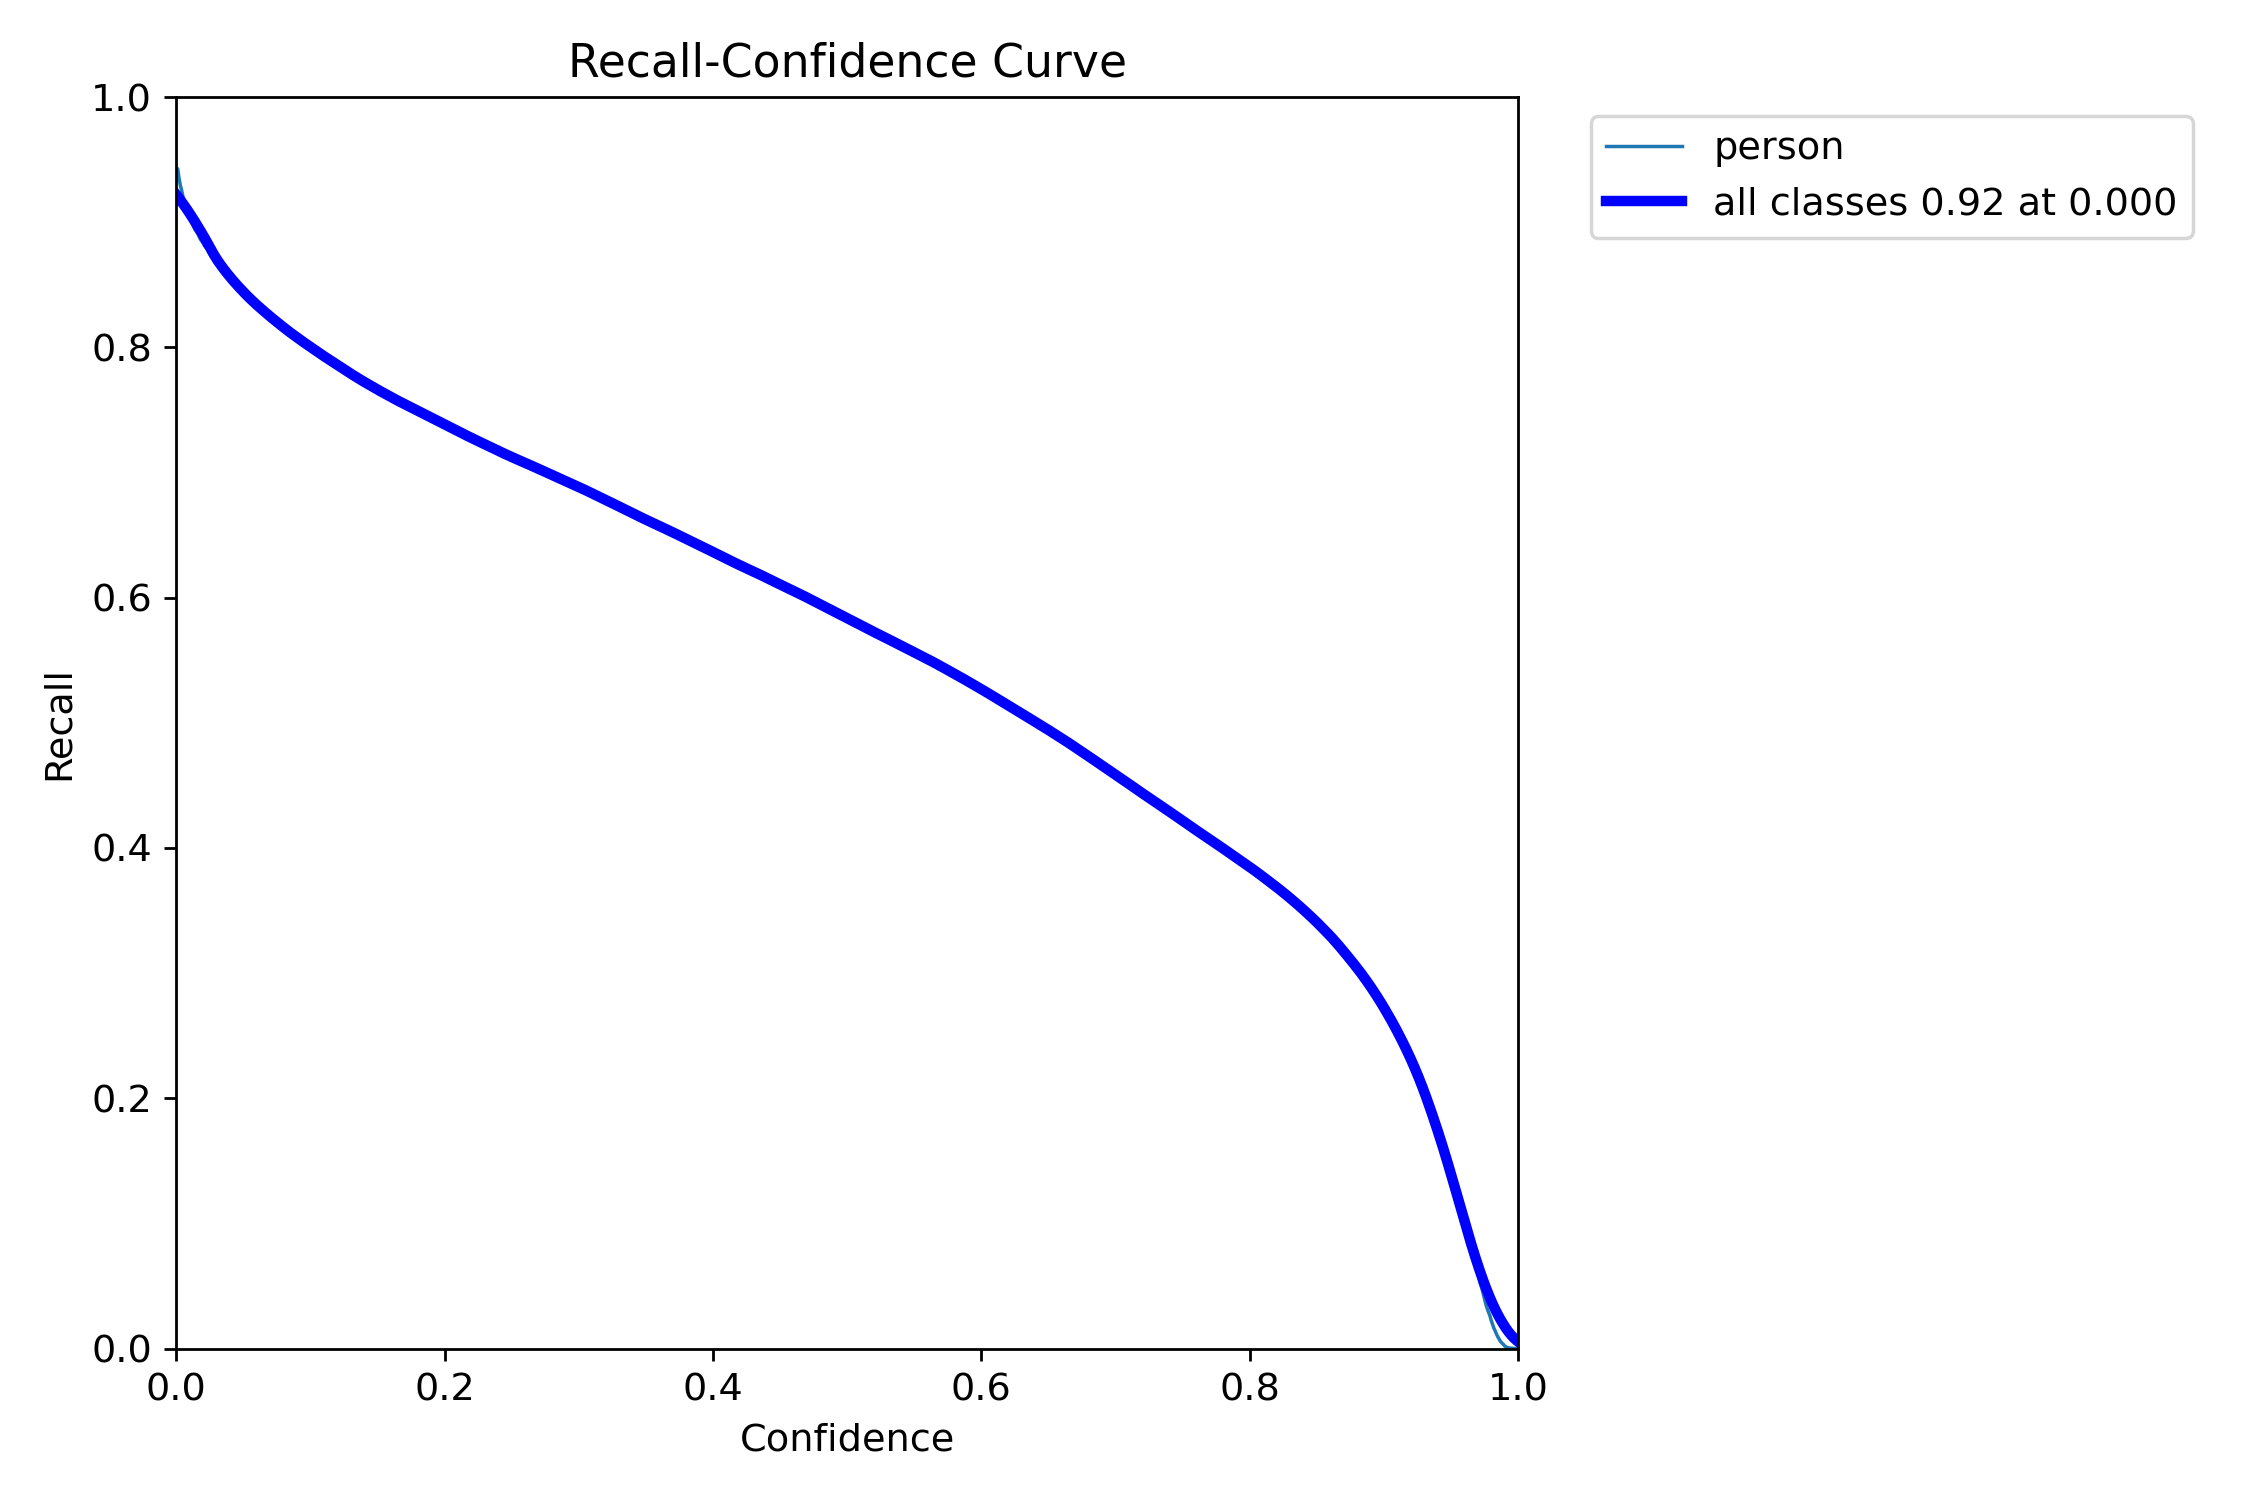 Recall-Confidence Curve
1.0
0.8
0.6
0.4
0.2
0.0
Recall
0.0 0.2 0.4 0.6 0.8 1.0
Confidence
person
all classes 0.92 at 0.000